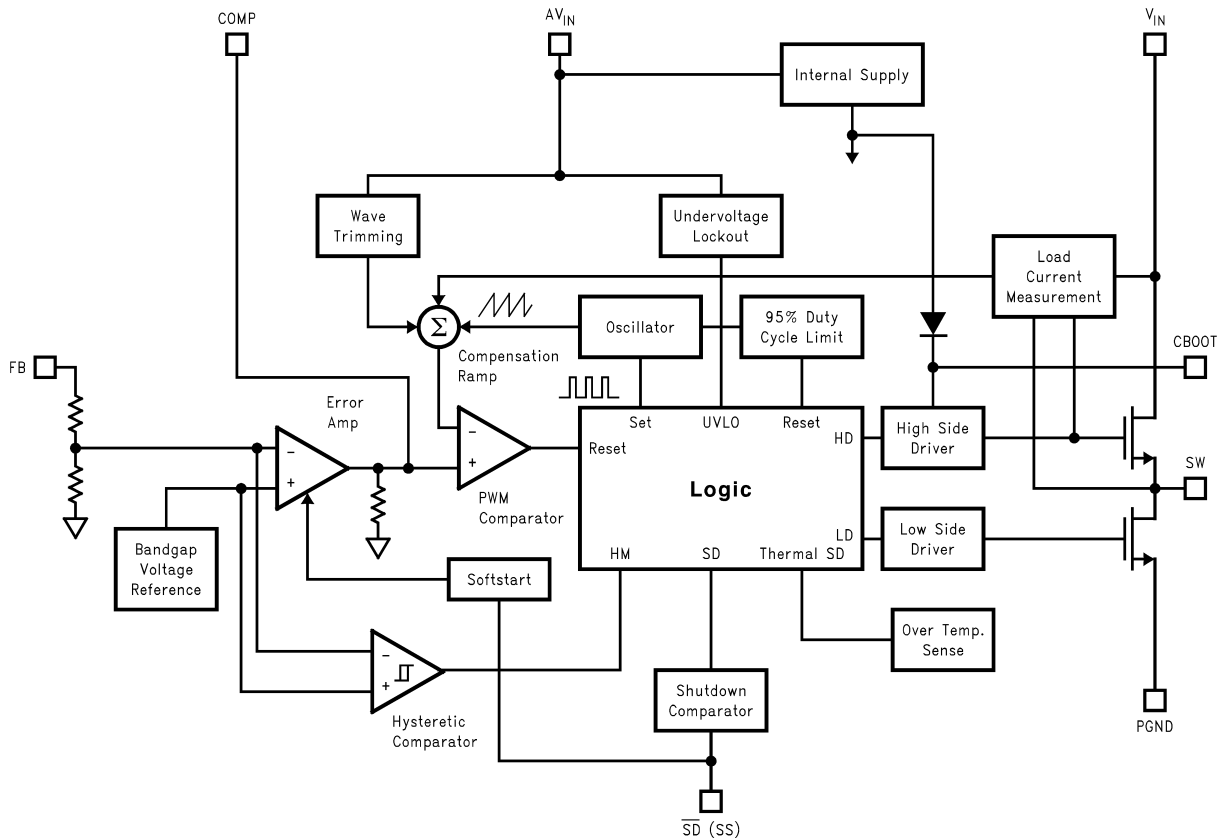 COMP
AVIN
VIN
Internal Supply
Wave
Trimming
Undervoltage
Lockout
Load
Current
Measurement
Σ
Oscillator
95% Duty
Cycle Limit
Compensation
Ramp
CBOOT
FB
Error
Amp
−
+
−
+
PWM
Comparator
Set
UVLO
Reset
Reset
HD
Logic
LD
HM
SD
Thermal SD
High Side
Driver
SW
Low Side
Driver
Bandgap
Voltage
Reference
Softstart
Over Temp.
Sense
−
+
Hysteretic
Comparator
Shutdown
Comparator
PGND
S̅D̅ (SS)